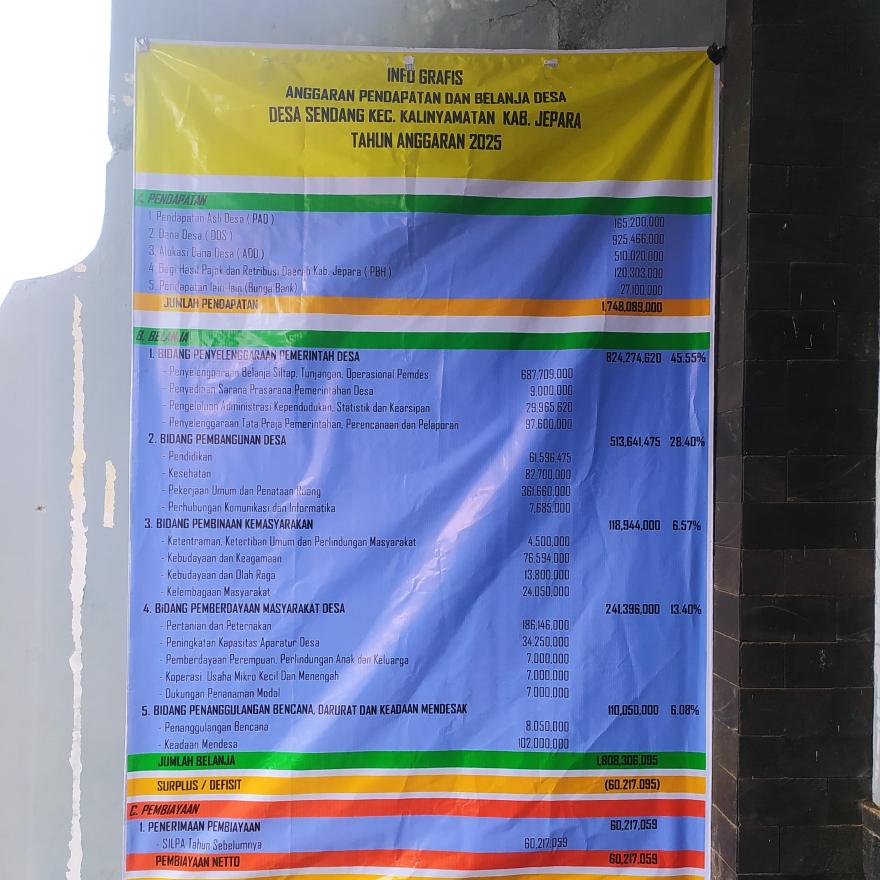 INFO GRAFIS
ANGGARAN PENDAPATAN DAN BELANJA DESA
DESA SENDANG KEC. KALINYAMATAN KAB. JEPARA
TAHUN ANGGARAN 2025
A. PENDAPATAN
1. Pendapatan Asli Desa ( PAD ) 165.200.000
2. Dana Desa ( DDS ) 925.466.000
3. Alokasi Dana Desa ( ADD ) 510.020.000
4. Bagi Hasil Pajak dan Retribusi Daerah Kab. Jepara ( PBH ) 120.303.000
5. Pendapatan lain-lain (Bunga Bank) 27,100,000
JUMLAH PENDAPATAN 1,748,089,000
B. BELANJA
1. BIDANG PENYELENGGARAAN PEMERINTAH DESA 824,274,620 45.55%
- Penyelenggaraan Belanja Siltap, Tunjangan, Operasional Pemdes 687,709,000
- Penyedihan Sarana Prasarana Pemerintahan Desa 9,000,000
- Pengelolaan Administrasi Kependudukan, Statistik dan Kearsipan 29,965,620
- Penyelenggaraan Tata Praja Pemerintahan, Perencanaan dan Pelaporan 97,600,000
2. BIDANG PEMBANGUNAN DESA 513,641,475 28.40%
- Pendidikan 61,596,475
- Kesehatan 82,700,000
- Pekerjaan Umum dan Penataan Ruang 361,660,000
- Perhubungan Komunikasi dan Informatika 7,685,000
3. BIDANG PEMBINAAN KEMASYARAKAN 118,944,000 6.57%
- Ketentraman, Ketertiban Umum dan Perlindungan Masyarakat 4,500,000
- Kebudayaan dan Keagamaan 76,594,000
- Kebudayaan dan Olah Raga 13,800,000
- Kelembagaan Masyarakat 24,050,000
4. BiDANG PEMBERDAYAAN MASYARAKAT DESA 241,396,000 13.40%
- Pertanian dan Peternakan 186,146,000
- Peningkatan Kapasitas Aparatur Desa 34,250,000
- Pemberdayaan Perempuan, Perlindungan Anak dan Keluarga 7,000,000
- Koperasi, Usaha Mikro Kecil Dan Menengah 7,000,000
- Dukungan Penanaman Modal 7,000,000
5. BIDANG PENANGGULANGAN BENCANA, DARURAT DAN KEADAAN MENDESAK 110,050,000 6.08%
- Penanggulangan Bencana 8,050,000
- Keadaan Mendesa 102,000,000
JUMLAH BELANJA 1,808,306,095
SURPLUS / DEFISIT (60.217.095)
C. PEMBIAYAAN
1. PENERIMAAN PEMBIAYAAN 60,217,059
- SILPA Tahun Sebelumnya 60,217,059
PEMBIAYAAN NETTO 60,217,059